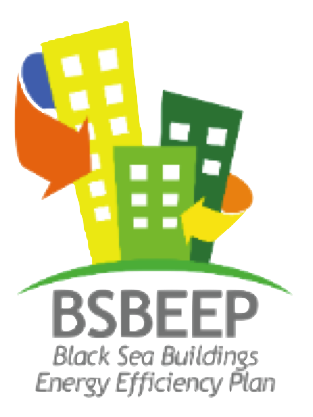 BSBEEP
Black Sea Buildings
Energy Efficiency Plan